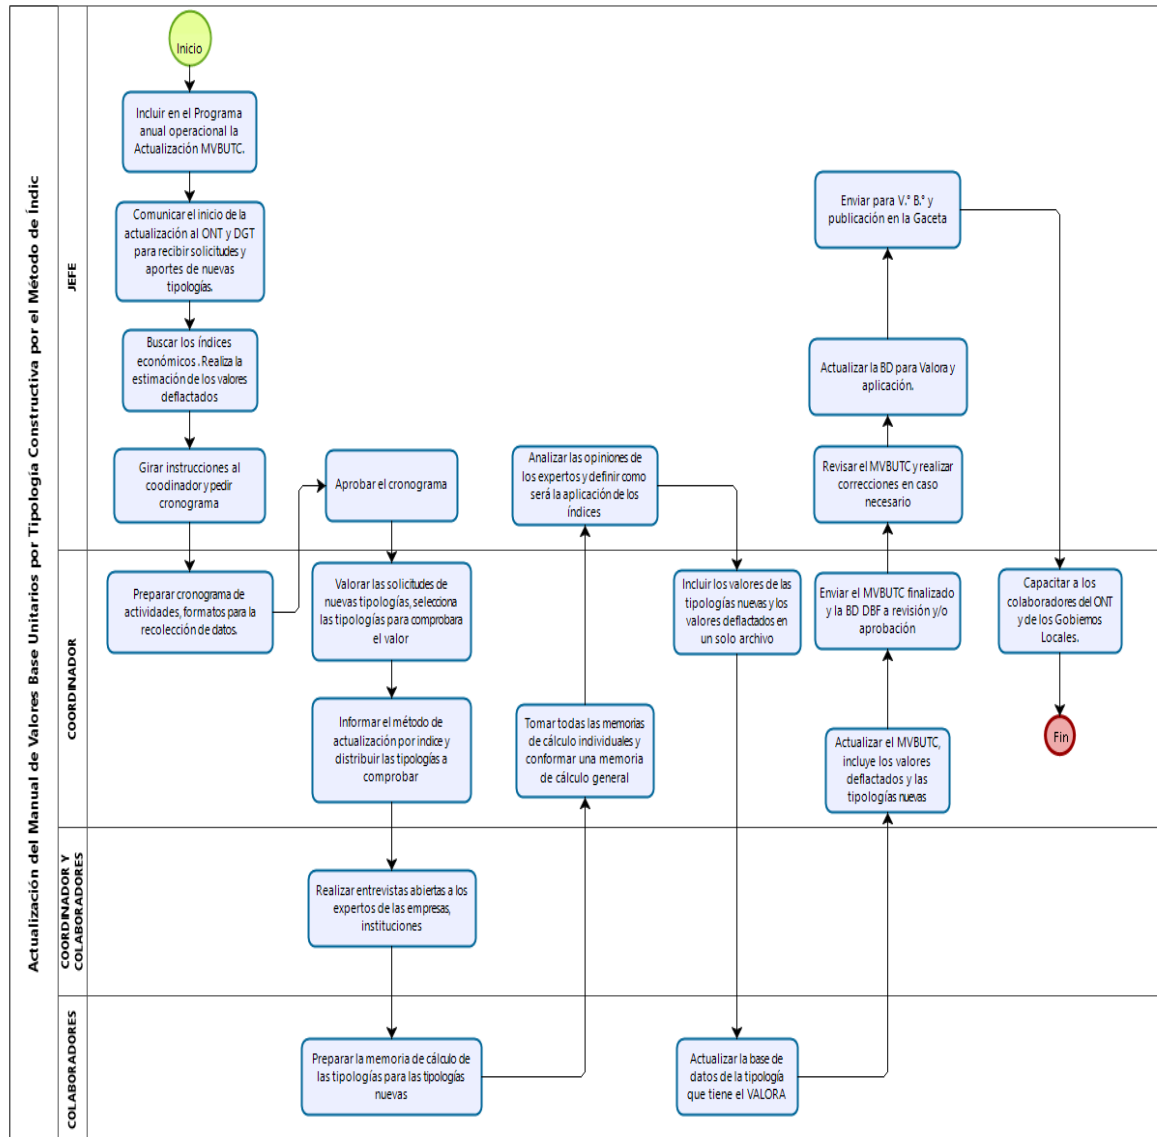 Actualización del Manual de Valores Base Unitarios por Tipología Constructiva por el Método de Índic
JEFE
Inicio
Incluir en el Programa
anual operacional la
Actualización MVBUTC.
Comunicar el inicio de la
actualización al ONT y DGT
para recibir solicitudes y
aportes de nuevas
tipologías.
Buscar los índices
económicos . Realiza la
estimación de los valores
deflactados
Girar instrucciones al
coodinador y pedir
cronograma
Aprobar el cronograma
Analizar las opiniones de
los expertos y definir como
será la aplicación de los
índices
Enviar para V.° B.° y
publicación en la Gaceta
Actualizar la BD para Valora y
aplicación.
Revisar el MVBUTC y realizar
correcciones en caso
necesario
COORDINADOR
Preparar cronograma de
actividades, formatos para la
recolección de datos.
Valorar las solicitudes de
nuevas tipologías, selecciona
las tipologías para comprobara
el valor
Informar el método de
actualización por indice y
distribuir las tipologías a
comprobar
Tomar todas las memorias
de cálculo individuales y
conformar una memoria
de cálculo general
Incluir los valores de las
tipologías nuevas y los
valores deflactados en
un solo archivo
Enviar el MVBUTC finalizado
y la BD DBF a revisión y/o
aprobación
Actualizar el MVBUTC,
incluye los valores
deflactados y las
tipologías nuevas
Capacitar a los
colaboradores del ONT
y de los Gobiernos
Locales.
Fin
COORDINADOR Y
COLABORADORES
Realizar entrevistas abiertas a los
expertos de las empresas,
instituciones
COLABORADORES
Preparar la memoria de cálculo de
las tipologías para las tipologías
nuevas
Actualizar la base de
datos de la tipología
que tiene el VALORA